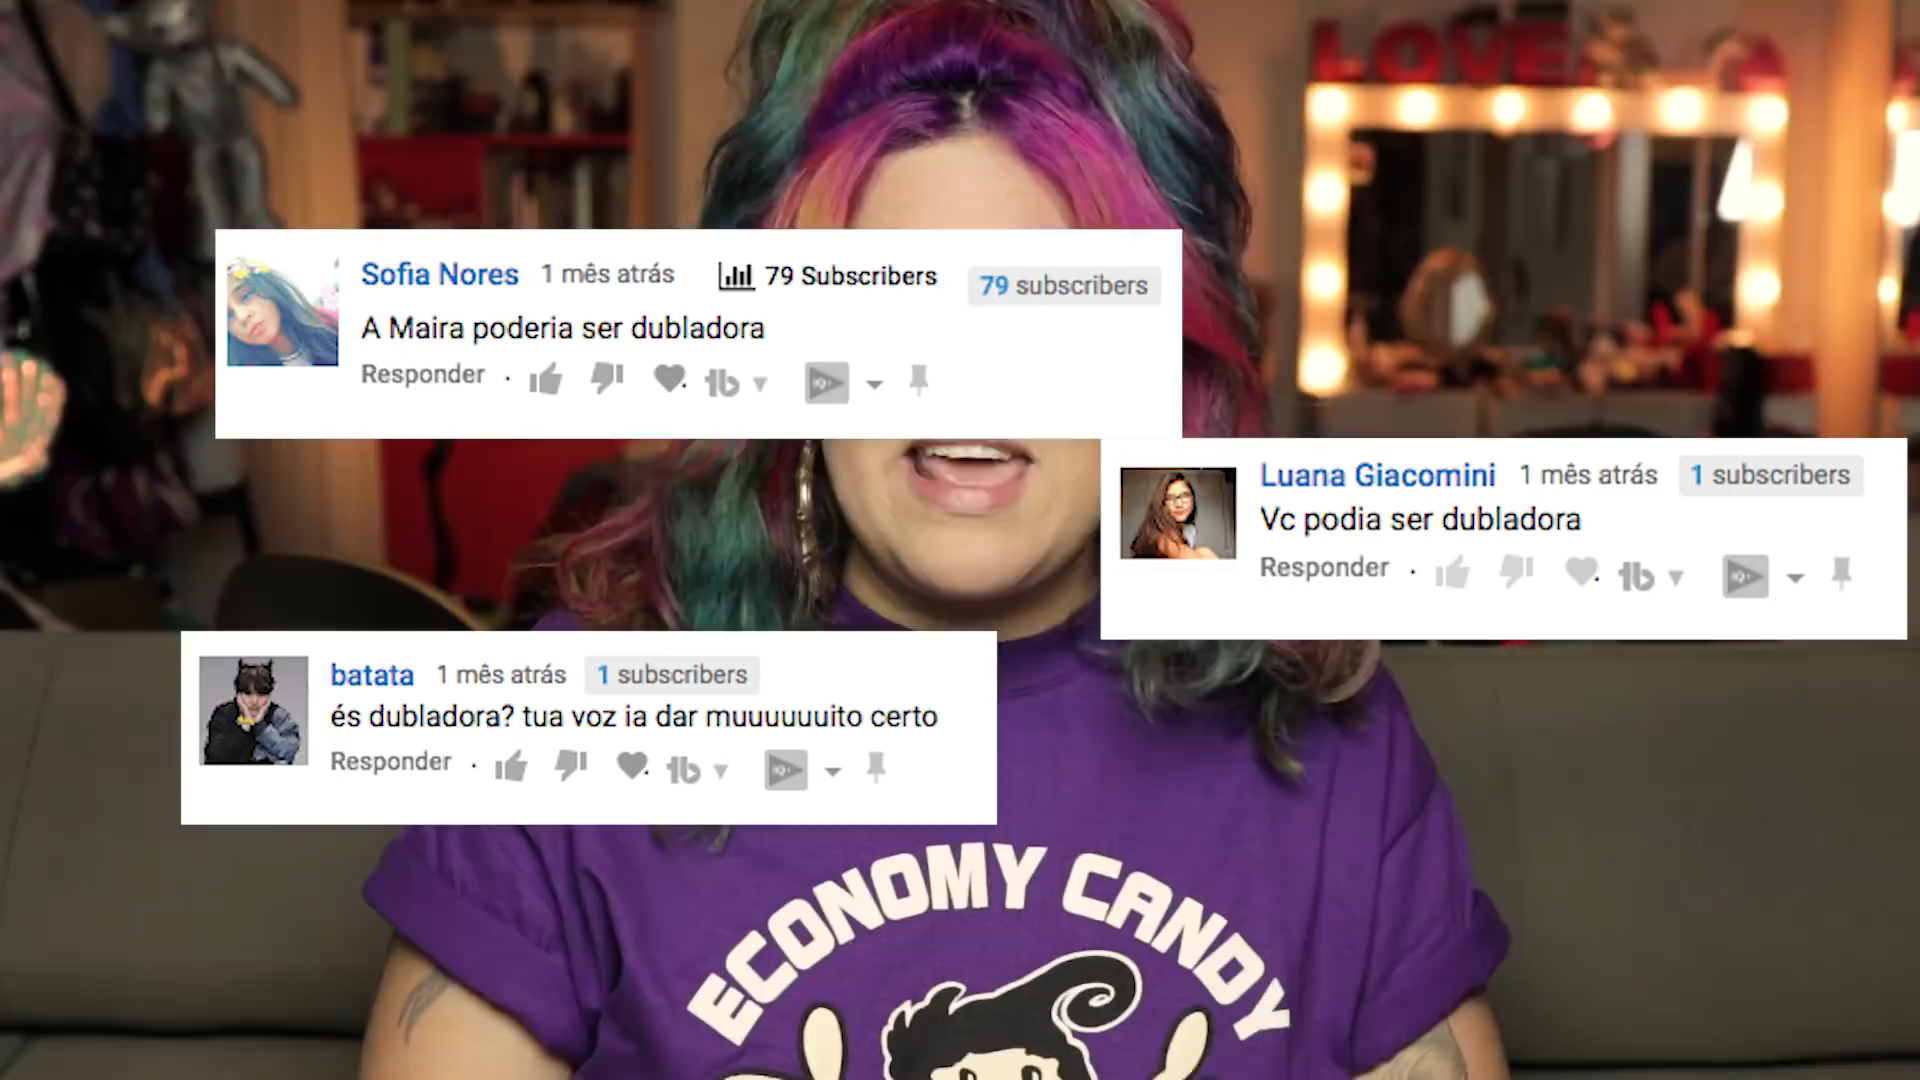 LOVE
Sofia Nores 1 mês atrás 79 Subscribers 79 subscribers
A Maira poderia ser dubladora
Responder
Luana Giacomini 1 mês atrás 1 subscribers
Vc podia ser dubladora
Responder
batata 1 mês atrás 1 subscribers
és dubladora? tua voz ia dar muuuuuuito certo
Responder
ECONOMY CANDY